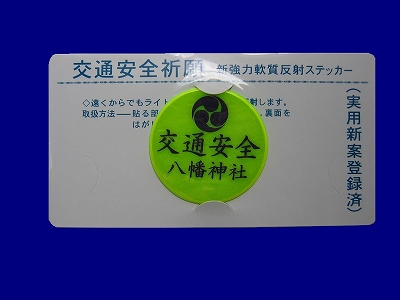 交通安全祈願 新強力軟質反射ステッカー
◇遠くからでもライト 射します。
取扱方法――貼る部 、裏面を
はがし
交通安全
八幡神社
(実用新案登録済)